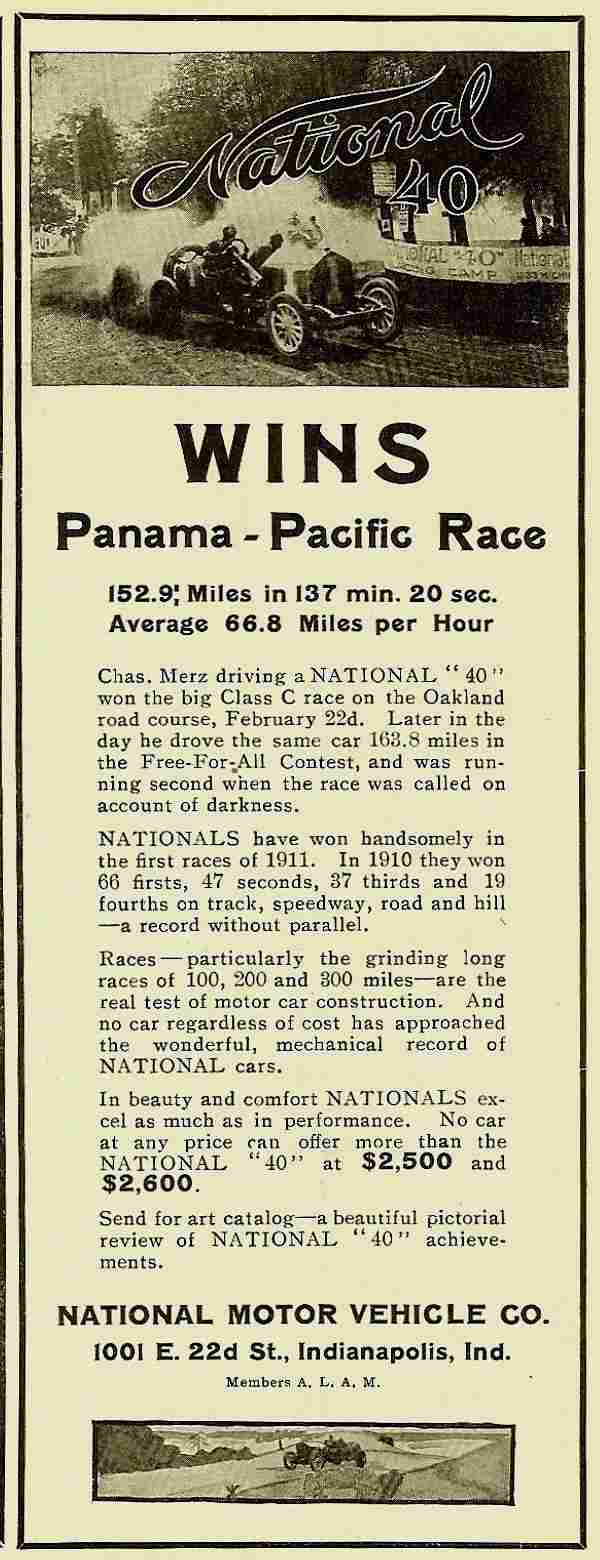 National
40
NATIONAL "40" National
CAMP
WINS
Panama - Pacific Race
152.9 Miles in 137 min. 20 sec.
Average 66.8 Miles per Hour
Chas. Merz driving a NATIONAL "40"
won the big Class C race on the Oakland
road course, February 22d. Later in the
day he drove the same car 163.8 miles in
the Free-For-All Contest, and was run-
ning second when the race was called on
account of darkness.
NATIONALS have won handsomely in
the first races of 1911. In 1910 they won
66 firsts, 47 seconds, 37 thirds and 19
fourths on track, speedway, road and hill
—a record without parallel.
Races—particularly the grinding long
races of 100, 200 and 300 miles—are the
real test of motor car construction. And
no car regardless of cost has approached
the wonderful, mechanical record of
NATIONAL cars.
In beauty and comfort NATIONALS ex-
cel as much as in performance. No car
at any price can offer more than the
NATIONAL "40" at $2,500 and
$2,600.
Send for art catalog—a beautiful pictorial
review of NATIONAL "40" achieve-
ments.
NATIONAL MOTOR VEHICLE CO.
1001 E. 22d St., Indianapolis, Ind.
Members A. L. A. M.